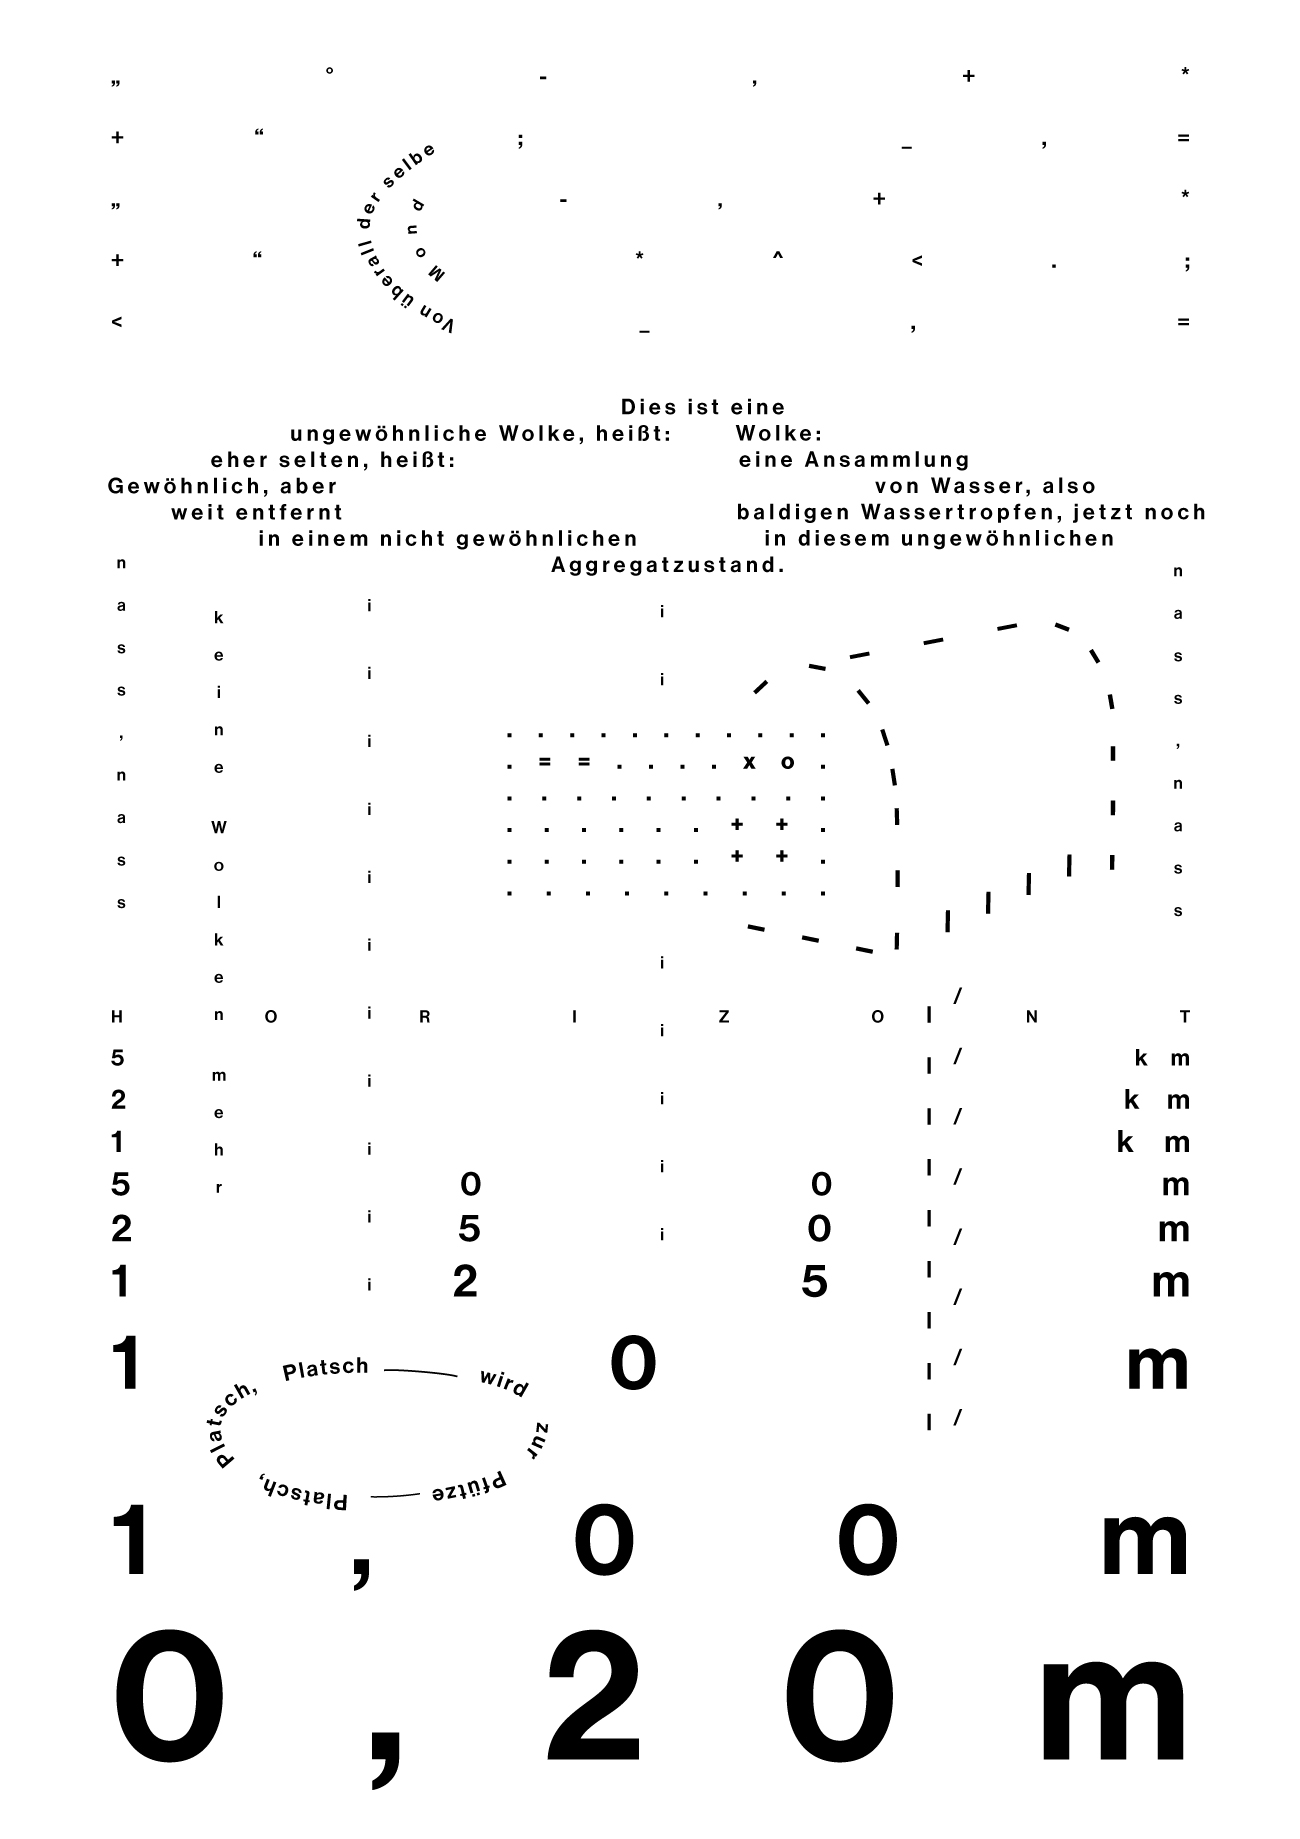 „ ° - , + *
+ “ ; _ , =
„ - , + *
+ “ * ^ < . ;
< _ , =
Von überall der selbe
Mond
Dies ist eine
ungewöhnliche Wolke, heißt: Wolke:
eher selten, heißt: eine Ansammlung
Gewöhnlich, aber von Wasser, also
weit entfernt baldigen Wassertropfen, jetzt noch
in einem nicht gewöhnlichen in diesem ungewöhnlichen
Aggregatzustand.
nass, nass
keine Wolken mehr
i i i i i i i i i i i
i i i i i i i
nass, nass
. . . . . . . . . . .
. = = . . . . x o .
. . . . . . . . . .
. . . . . . . + + .
. . . . . . . + + .
. . . . . . . . .
HORIZONT
5 km
2 km
1 km
5 0 0 m
2 5 0 m
1 2 5 m
1 0 m
Platsch, Platsch, Platsch — wird zur Pfütze —
1 , 0 0 m
0 , 2 0 m
/ / / / / / / /